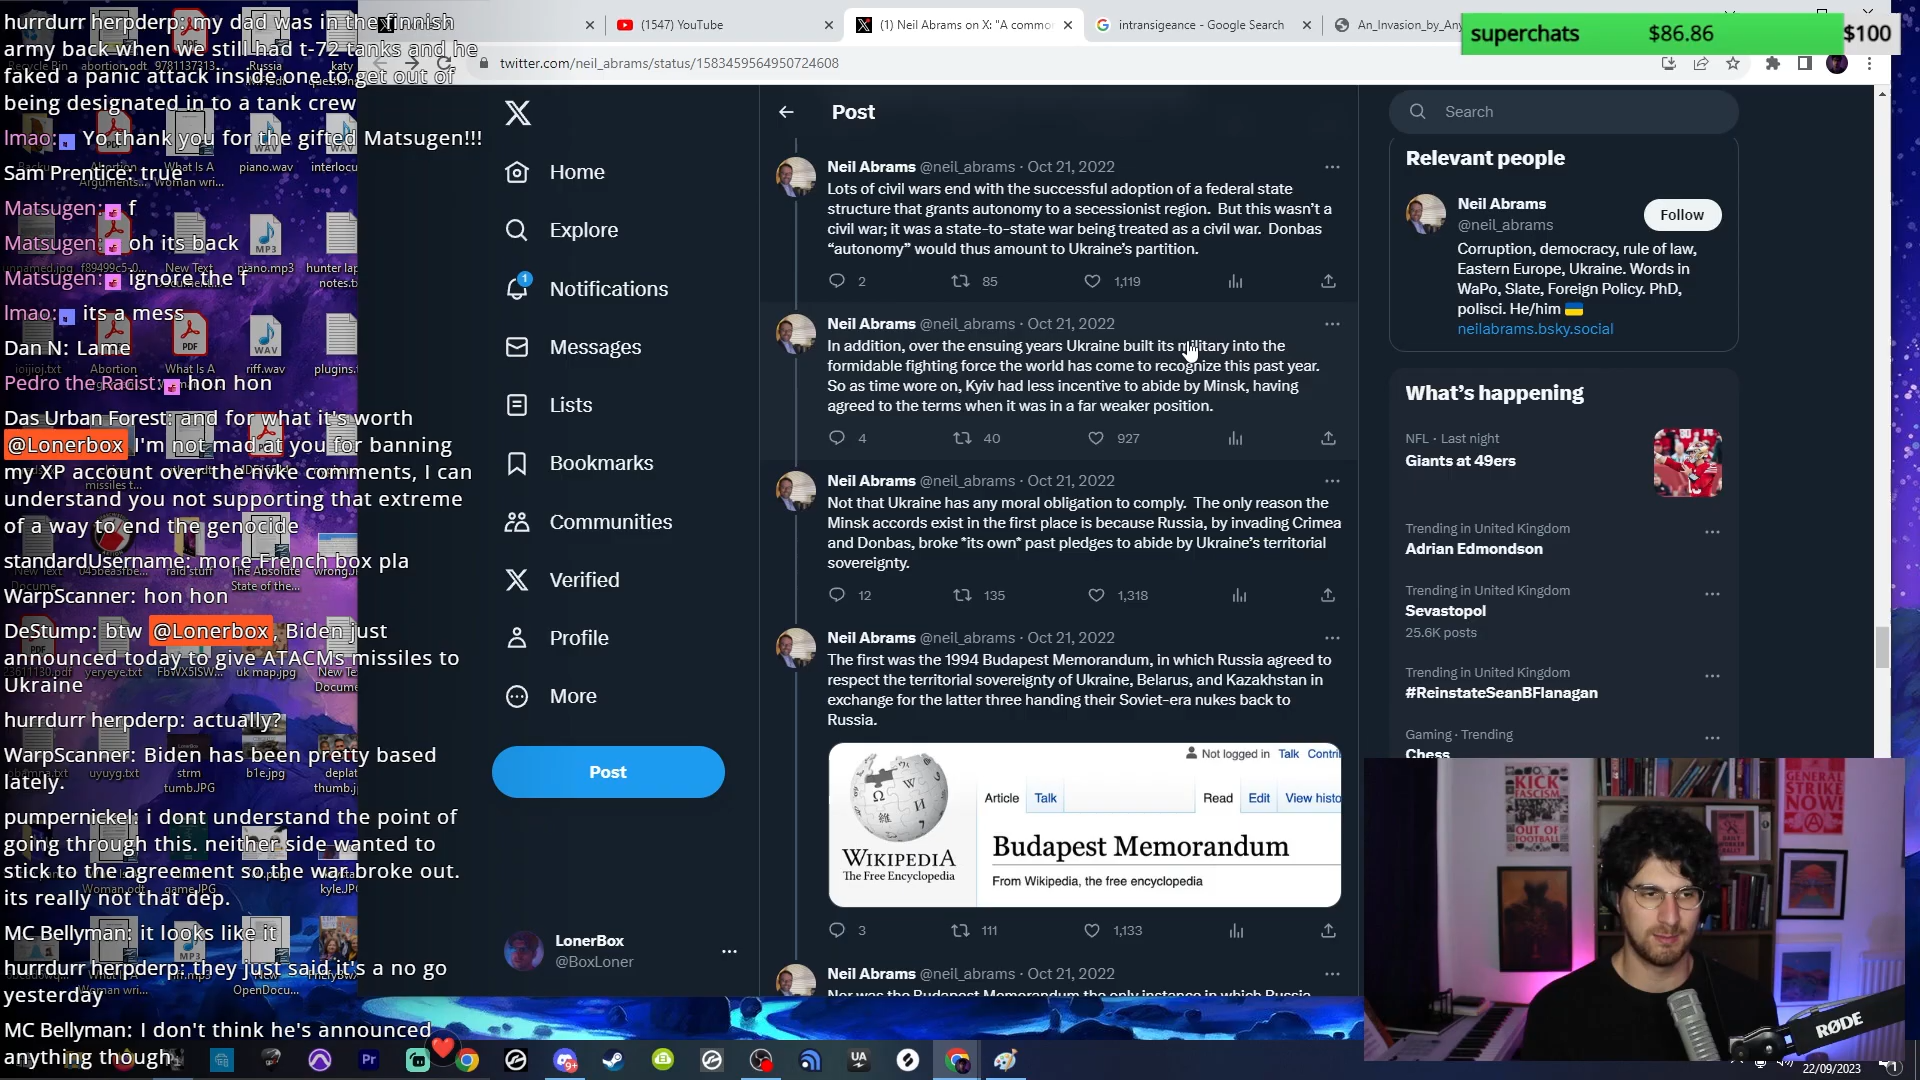 hurrdurr herpderp: my dad was in the finnish
army back when we still had t-72 tanks and he
faked a panic attack inside one to get out of
being designated in to a tank crew
lmao: Yo thank you for the gifted Matsugen!!!
Sam Prentice: true
Matsugen: f
Matsugen: oh its back
Matsugen: ignore the f
lmao: its a mess
Dan N: Lame
Pedro the Racist: hon hon
Das Urban Forest: and for what it's worth
@Lonerbox I'm not mad at you for banning
my XP account over the nvke comments, I can
understand you not supporting that extreme
of a way to end the genocide
standardUsername: more French box pla
WarpScanner: hon hon
DeStump: btw @Lonerbox, Biden just
announced today to give ATACMs missiles to
Ukraine
hurrdurr herpderp: actually?
WarpScanner: Biden has been pretty based
lately.
pumpernickel: i dont understand the point of
going through this. neither side wanted to
stick to the agreement so the war broke out.
its really not that dep.
MC Bellyman: it looks like it
hurrdurr herpderp: they just said it's a no go
yesterday
MC Bellyman: I don't think he's announced
anything though
(1547) YouTube
(1) Neil Abrams on X: "A commo
intransigeance - Google Search
An_Invasion_by_Any
superchats $86.86 $100
twitter.com/neil_abrams/status/1583459564950724608
Home
Explore
1
Notifications
Messages
Lists
Bookmarks
Communities
Verified
Profile
More
Post
LonerBox
@BoxLoner
Post
Neil Abrams @neil_abrams · Oct 21, 2022
Lots of civil wars end with the successful adoption of a federal state
structure that grants autonomy to a secessionist region. But this wasn't a
civil war; it was a state-to-state war being treated as a civil war. Donbas
“autonomy” would thus amount to Ukraine's partition.
2 85 1,119
Neil Abrams @neil_abrams · Oct 21, 2022
In addition, over the ensuing years Ukraine built its military into the
formidable fighting force the world has come to recognize this past year.
So as time wore on, Kyiv had less incentive to abide by Minsk, having
agreed to the terms when it was in a far weaker position.
4 40 927
Neil Abrams @neil_abrams · Oct 21, 2022
Not that Ukraine has any moral obligation to comply. The only reason the
Minsk accords exist in the first place is because Russia, by invading Crimea
and Donbas, broke *its own* past pledges to abide by Ukraine's territorial
sovereignty.
12 135 1,318
Neil Abrams @neil_abrams · Oct 21, 2022
The first was the 1994 Budapest Memorandum, in which Russia agreed to
respect the territorial sovereignty of Ukraine, Belarus, and Kazakhstan in
exchange for the latter three handing their Soviet-era nukes back to
Russia.
Not logged in Talk Contri
Article Talk Read Edit View histo
WIKIPEDIA
The Free Encyclopedia
Budapest Memorandum
From Wikipedia, the free encyclopedia
3 111 1,133
Neil Abrams @neil_abrams · Oct 21, 2022
Nor was the Budapest Memorandum the only instance in which Russia
Search
Relevant people
Neil Abrams
@neil_abrams
Follow
Corruption, democracy, rule of law,
Eastern Europe, Ukraine. Words in
WaPo, Slate, Foreign Policy. PhD,
polisci. He/him
neilabrams.bsky.social
What's happening
NFL · Last night
Giants at 49ers
Trending in United Kingdom
Adrian Edmondson
Trending in United Kingdom
Sevastopol
25.6K posts
Trending in United Kingdom
#ReinstateSeanBFlanagan
Gaming · Trending
Chess
KICK
FASCISM
OUT OF
FOOTBALL
GENERAL
STRIKE
NOW!
RØDE
22/09/2023